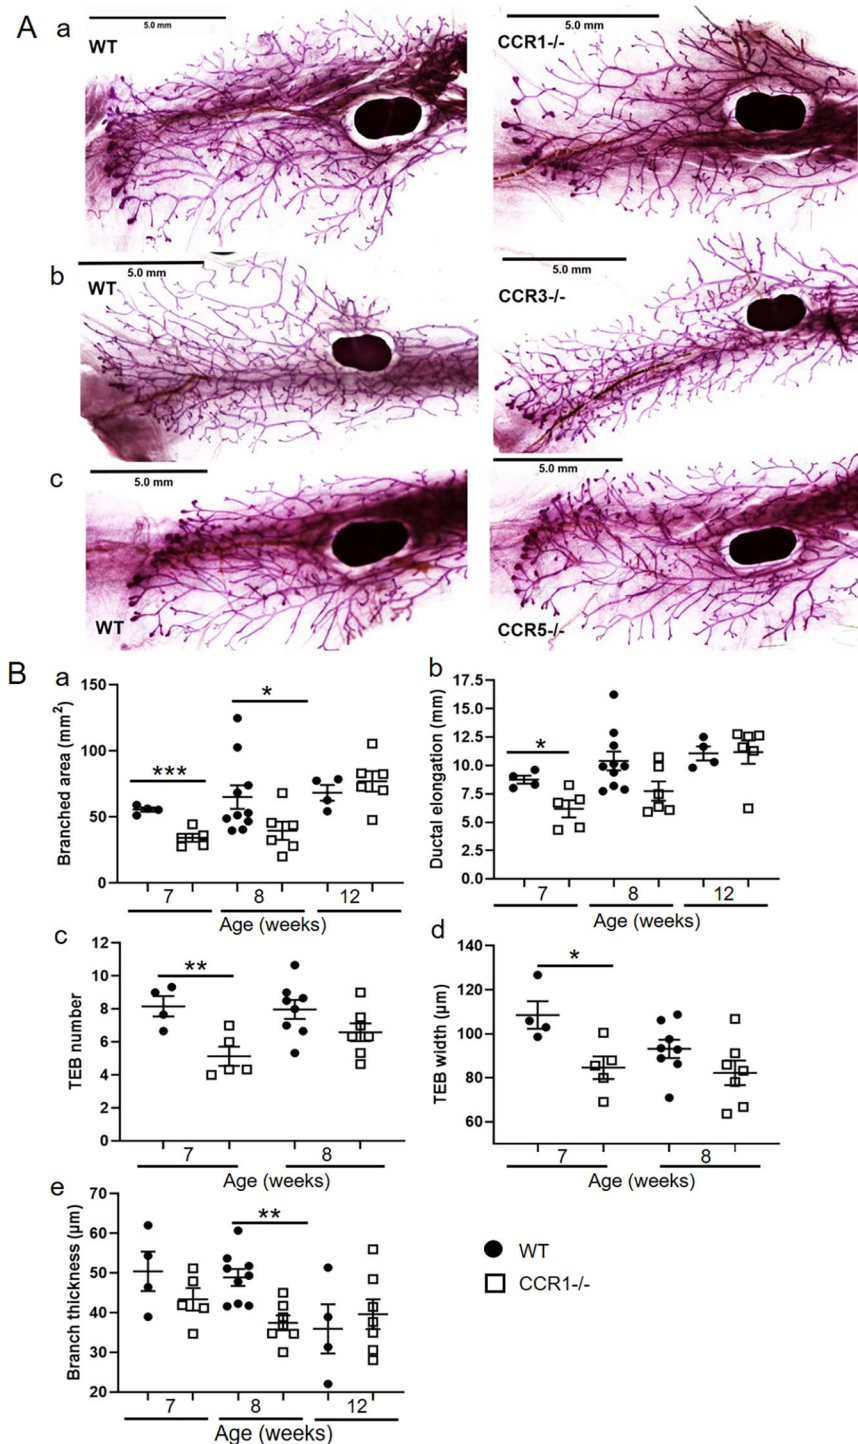 A
a
WT
5.0 mm
CCR1-/-
5.0 mm
b
WT
5.0 mm
CCR3-/-
5.0 mm
c
WT
5.0 mm
CCR5-/-
5.0 mm
B
a
Branched area (mm²)
150
100
50
0
***
*
7
8
12
Age (weeks)
b
Ductal elongation (mm)
17.5
15.0
12.5
10.0
7.5
5.0
2.5
0.0
*
7
8
12
Age (weeks)
c
TEB number
12
10
8
6
4
2
0
**
7
8
Age (weeks)
d
TEB width (µm)
140
120
100
80
60
*
7
8
Age (weeks)
e
Branch thickness (µm)
70
60
50
40
30
20
**
7
8
12
Age (weeks)
WT
CCR1-/-